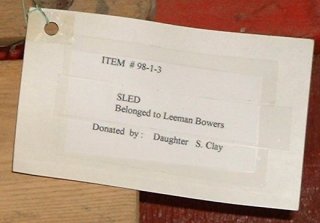 ITEM # 98-1-3
SLED
Belonged to Leeman Bowers
Donated by : Daughter S. Clay